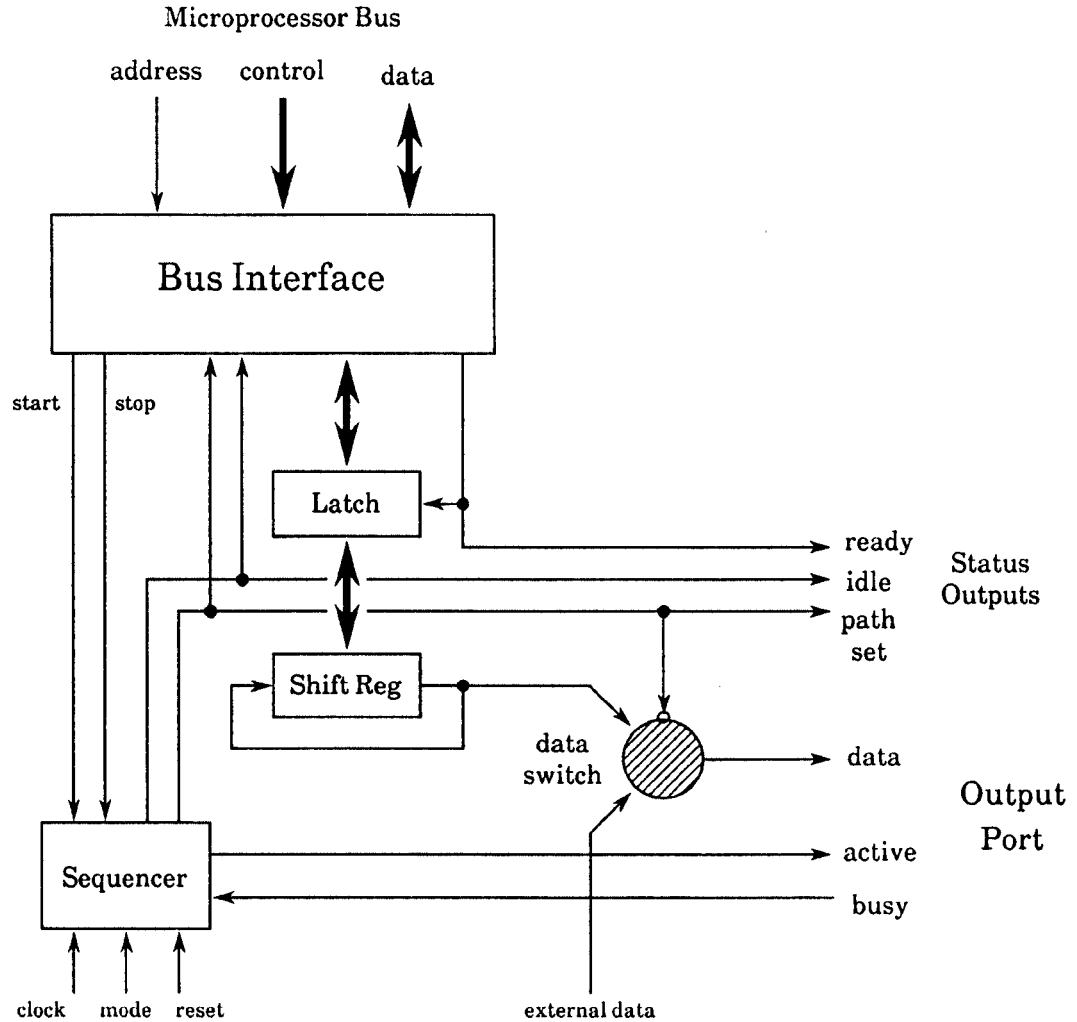 Microprocessor Bus
address control data
Bus Interface
start stop
Latch
ready
idle
path
set
Status
Outputs
Shift Reg
data
switch
data
Output
Port
Sequencer
active
busy
clock mode reset
external data